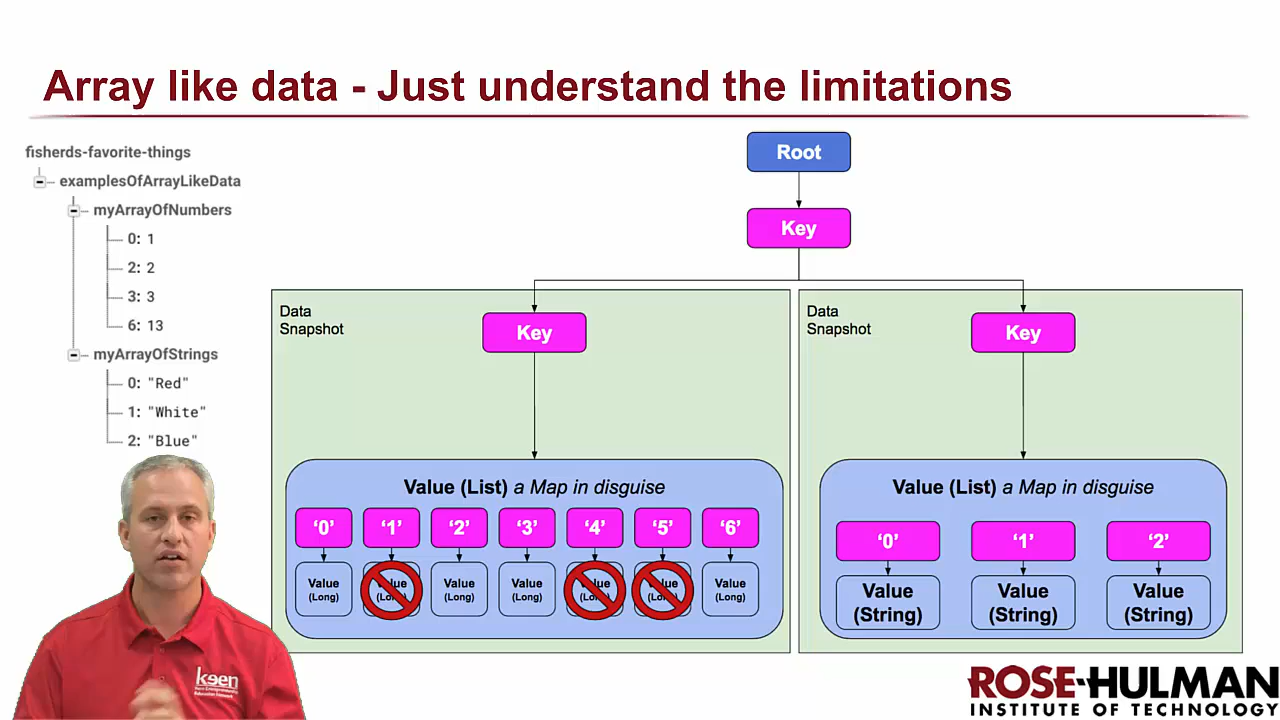 Array like data - Just understand the limitations
fisherds-favorite-things
examplesOfArrayLikeData
myArrayOfNumbers
0: 1
2: 2
3: 3
6: 13
myArrayOfStrings
0: "Red"
1: "White"
2: "Blue"
Root
Key
Data
Snapshot
Key
Value (List) a Map in disguise
‘0’ ‘1’ ‘2’ ‘3’ ‘4’ ‘5’ ‘6’
Value Value Value Value Value Value Value
(Long) (Long) (Long) (Long) (Long) (Long) (Long)
Data
Snapshot
Key
Value (List) a Map in disguise
‘0’ ‘1’ ‘2’
Value Value Value
(String) (String) (String)
keen
ROSE-HULMAN
INSTITUTE OF TECHNOLOGY